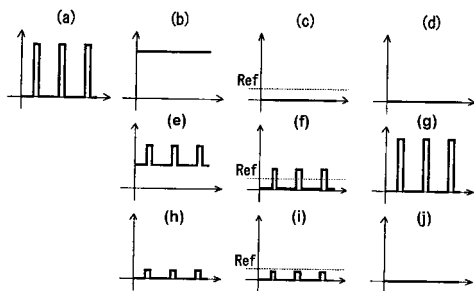 (a) (b) (c) (d)
Ref
(e) (f) (g)
Ref
(h) (i) (j)
Ref